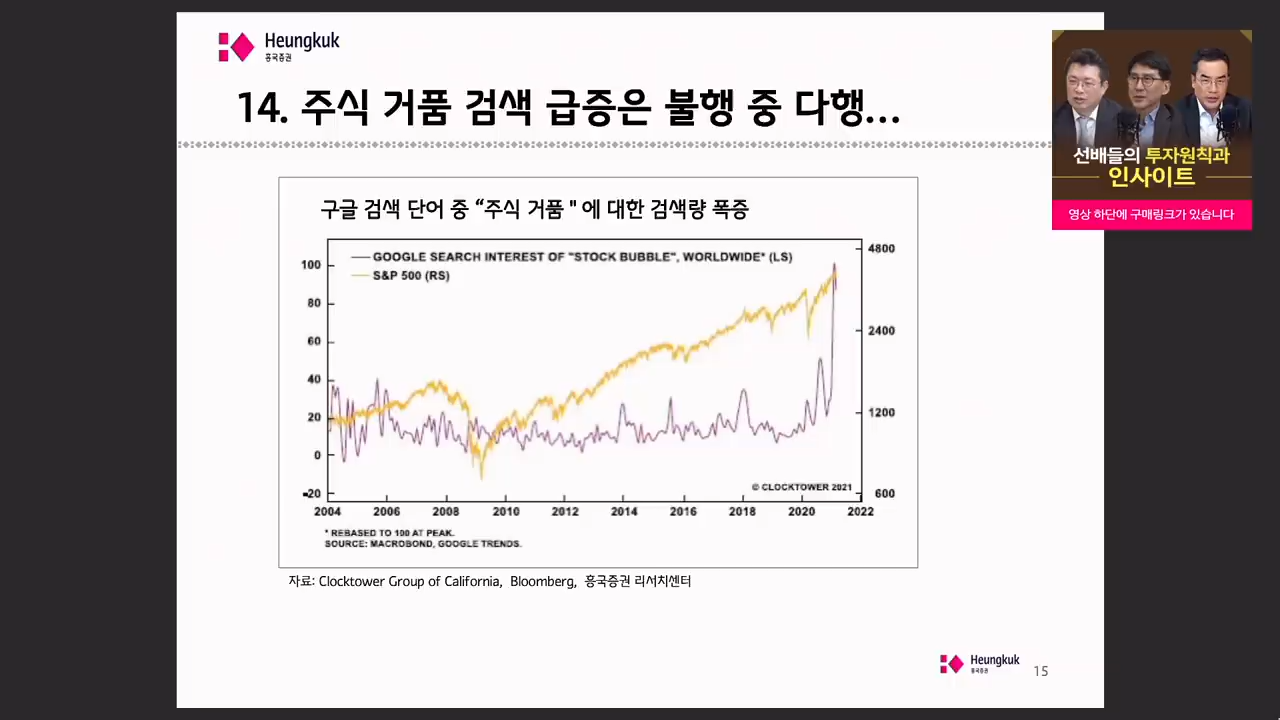 Heungkuk
흥국증권
14. 주식 거품 검색 급증은 불행 중 다행...
선배들의 투자원칙과
인사이트
영상 하단에 구매링크가 있습니다
구글 검색 단어 중 “주식 거품 " 에 대한 검색량 폭증
GOOGLE SEARCH INTEREST OF "STOCK BUBBLE", WORLDWIDE* (LS)
S&P 500 (RS)
100
80
60
40
20
0
-20
4800
2400
1200
600
© CLOCKTOWER 2021
2004 2006 2008 2010 2012 2014 2016 2018 2020 2022
* REBASED TO 100 AT PEAK.
SOURCE: MACROBOND, GOOGLE TRENDS.
자료: Clocktower Group of California, Bloomberg, 흥국증권 리서치센터
Heungkuk
흥국증권
15